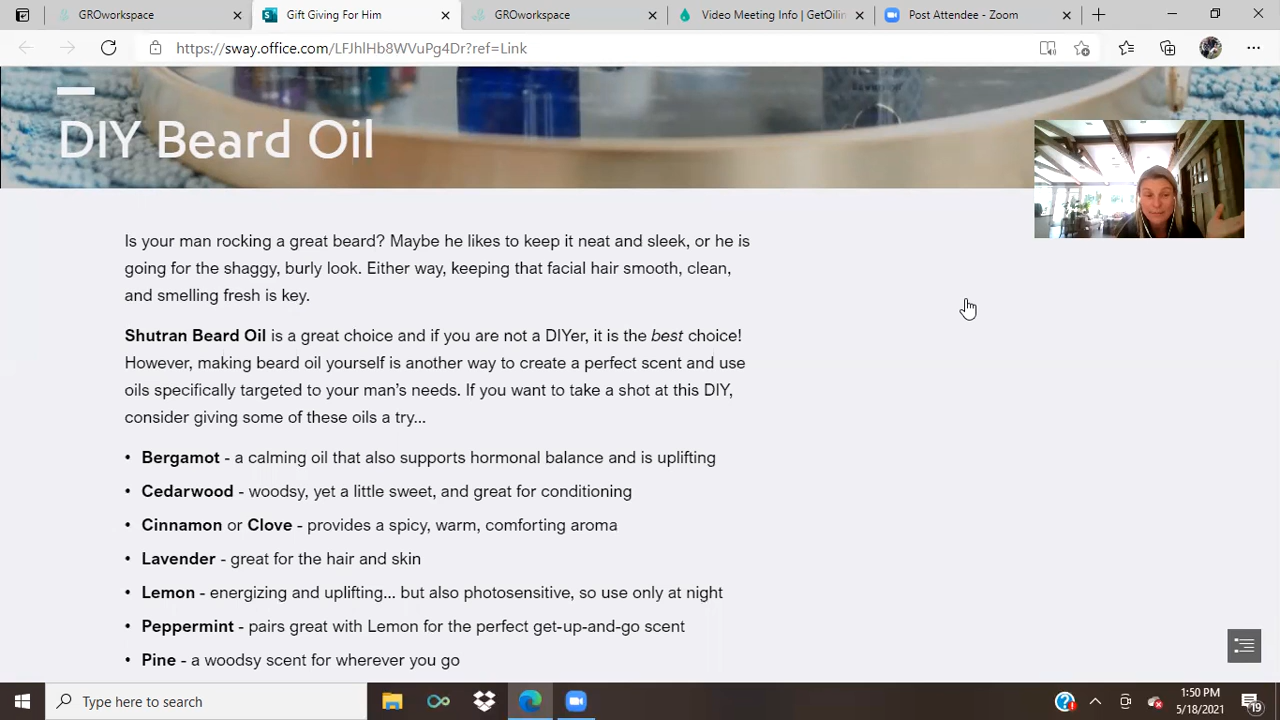 GROworkspace
Gift Giving For Him
GROworkspace
Video Meeting Info | GetOilin
Post Attendee - Zoom
https://sway.office.com/LFJhlHb8WVuPg4Dr?ref=Link
DIY Beard Oil
Is your man rocking a great beard? Maybe he likes to keep it neat and sleek, or he is
going for the shaggy, burly look. Either way, keeping that facial hair smooth, clean,
and smelling fresh is key.
Shutran Beard Oil is a great choice and if you are not a DIYer, it is the best choice!
However, making beard oil yourself is another way to create a perfect scent and use
oils specifically targeted to your man's needs. If you want to take a shot at this DIY,
consider giving some of these oils a try...
• Bergamot - a calming oil that also supports hormonal balance and is uplifting
• Cedarwood - woodsy, yet a little sweet, and great for conditioning
• Cinnamon or Clove - provides a spicy, warm, comforting aroma
• Lavender - great for the hair and skin
• Lemon - energizing and uplifting... but also photosensitive, so use only at night
• Peppermint - pairs great with Lemon for the perfect get-up-and-go scent
• Pine - a woodsy scent for wherever you go
Type here to search
1:50 PM
5/18/2021
19